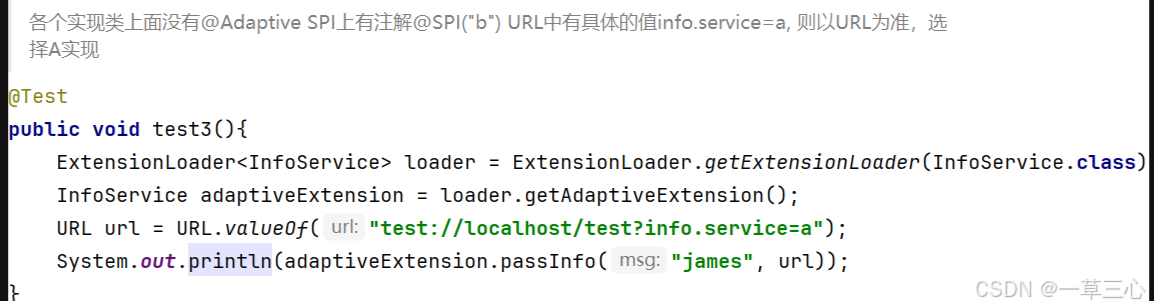 各个实现类上面没有@Adaptive SPI上有注解@SPI("b") URL中有具体的值info.service=a, 则以URL为准，选
择A实现
@Test
public void test3(){
    ExtensionLoader<InfoService> loader = ExtensionLoader.getExtensionLoader(InfoService.class)
    InfoService adaptiveExtension = loader.getAdaptiveExtension();
    URL url = URL.valueOf( url: "test://localhost/test?info.service=a");
    System.out.println(adaptiveExtension.passInfo( msg: "james", url));
}
CSDN @一草三心